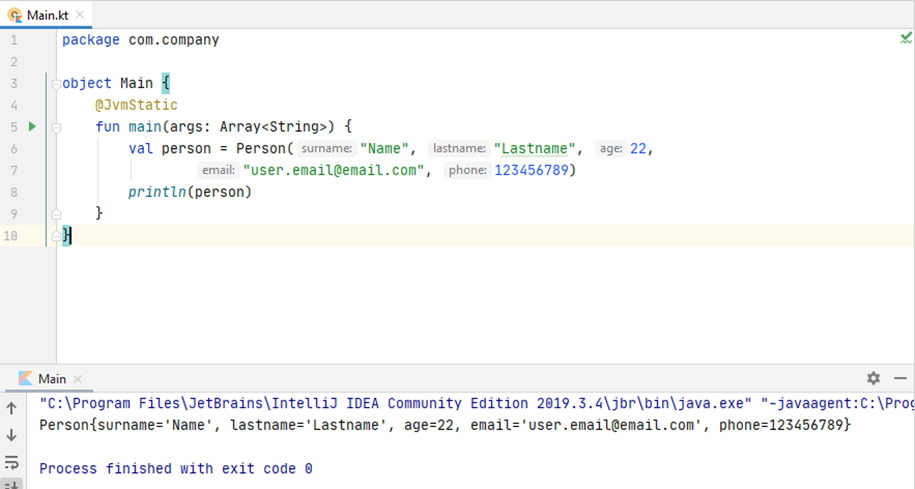 Main.kt
1 package com.company
2
3 object Main {
4 @JvmStatic
5 fun main(args: Array<String>) {
6 val person = Person( surname: "Name", lastname: "Lastname", age: 22,
7 email: "user.email@email.com", phone: 123456789)
8 println(person)
9 }
10 }
Main
"C:\Program Files\JetBrains\IntelliJ IDEA Community Edition 2019.3.4\jbr\bin\java.exe" "-javaagent:C:\Prog
Person{surname='Name', lastname='Lastname', age=22, email='user.email@email.com', phone=123456789}
Process finished with exit code 0